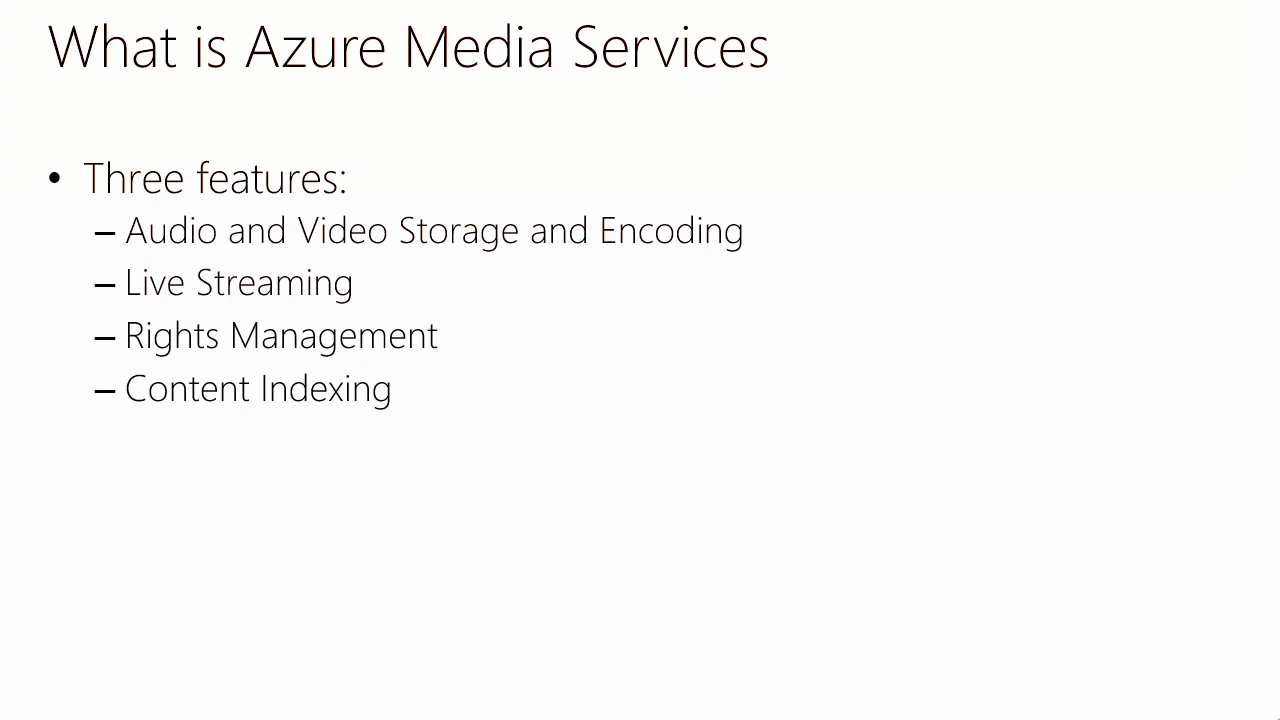 What is Azure Media Services
• Three features:
– Audio and Video Storage and Encoding
– Live Streaming
– Rights Management
– Content Indexing